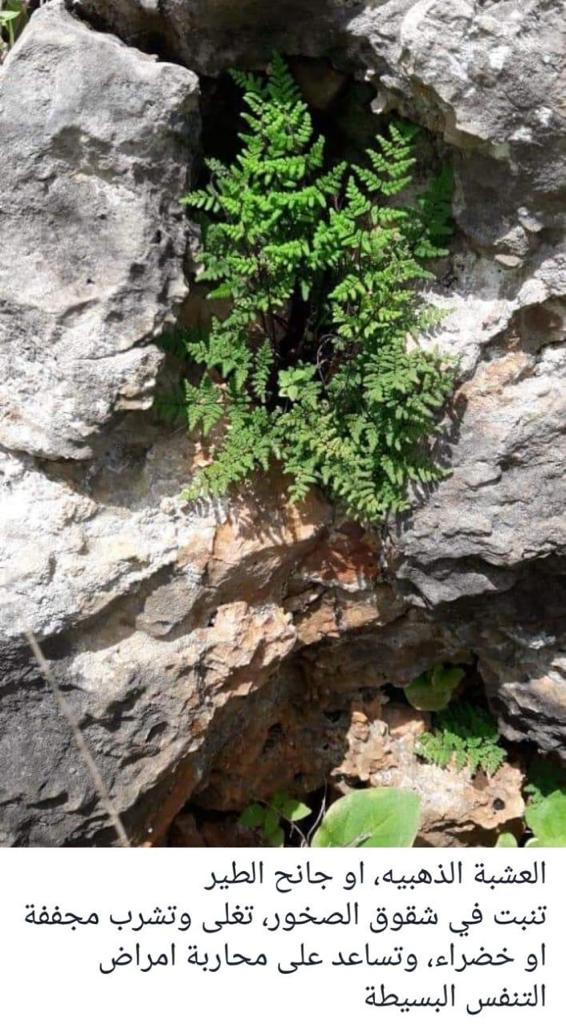 العشبة الذهبيه، او جانح الطير
تنبت في شقوق الصخور، تغلى وتشرب مجففة
او خضراء، وتساعد على محاربة امراض
التنفس البسيطة